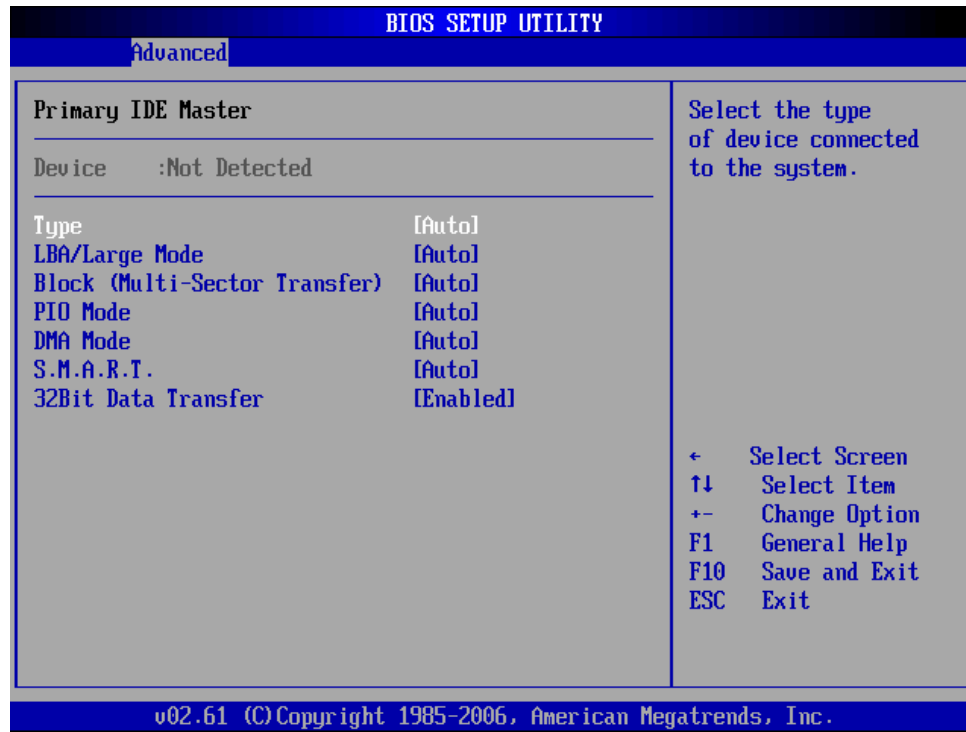 BIOS SETUP UTILITY
Advanced
Primary IDE Master
Device :Not Detected
Type [Auto]
LBA/Large Mode [Auto]
Block (Multi-Sector Transfer) [Auto]
PIO Mode [Auto]
DMA Mode [Auto]
S.M.A.R.T. [Auto]
32Bit Data Transfer [Enabled]
Select the type
of device connected
to the system.
← Select Screen
↑↓ Select Item
+- Change Option
F1 General Help
F10 Save and Exit
ESC Exit
v02.61 (C)Copyright 1985-2006, American Megatrends, Inc.